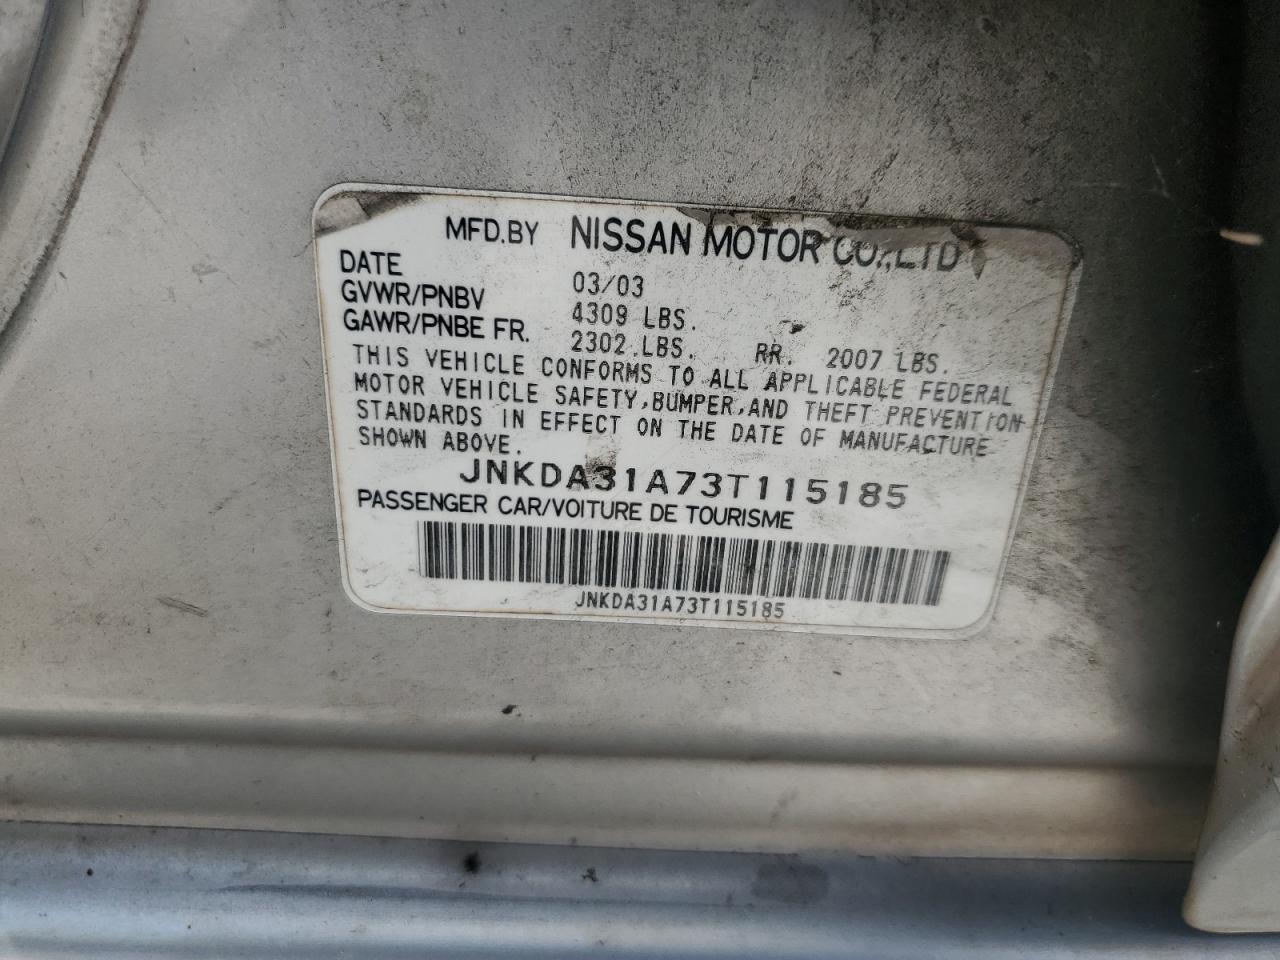 MFD.BY NISSAN MOTOR CO.,LTD
DATE 03/03
GVWR/PNBV 4309 LBS.
GAWR/PNBE FR. 2302 LBS. RR. 2007 LBS.
THIS VEHICLE CONFORMS TO ALL APPLICABLE FEDERAL
MOTOR VEHICLE SAFETY,BUMPER,AND THEFT PREVENTION
STANDARDS IN EFFECT ON THE DATE OF MANUFACTURE
SHOWN ABOVE.
JNKDA31A73T115185
PASSENGER CAR/VOITURE DE TOURISME
JNKDA31A73T115185